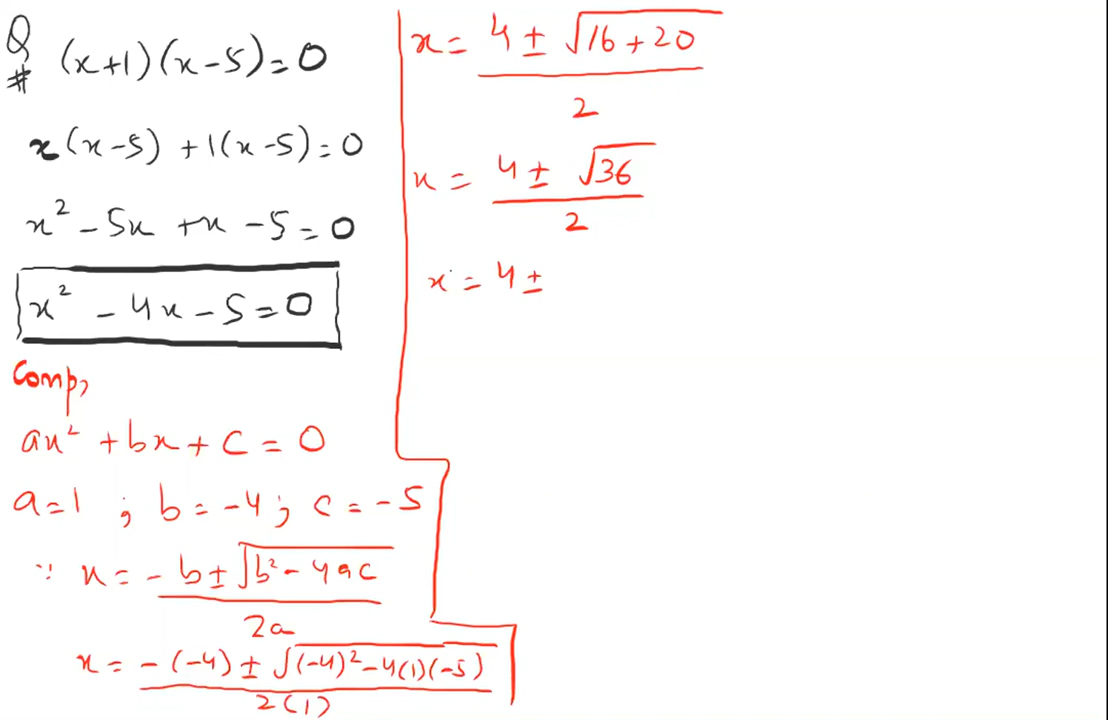 Q# (x+1)(x-5)=0
x(x-5) +1(x-5)=0
x² -5x +x -5=0
x² -4x-5=0
Comp,
ax² +bx+c=0
a=1 ; b=-4; c=-5
∵ x= -b±√(b²-4ac) / 2a
x= -(-4)±√((-4)²-4(1)(-5)) / 2(1)
x= 4±√(16+20) / 2
x= 4±√36 / 2
x=4±